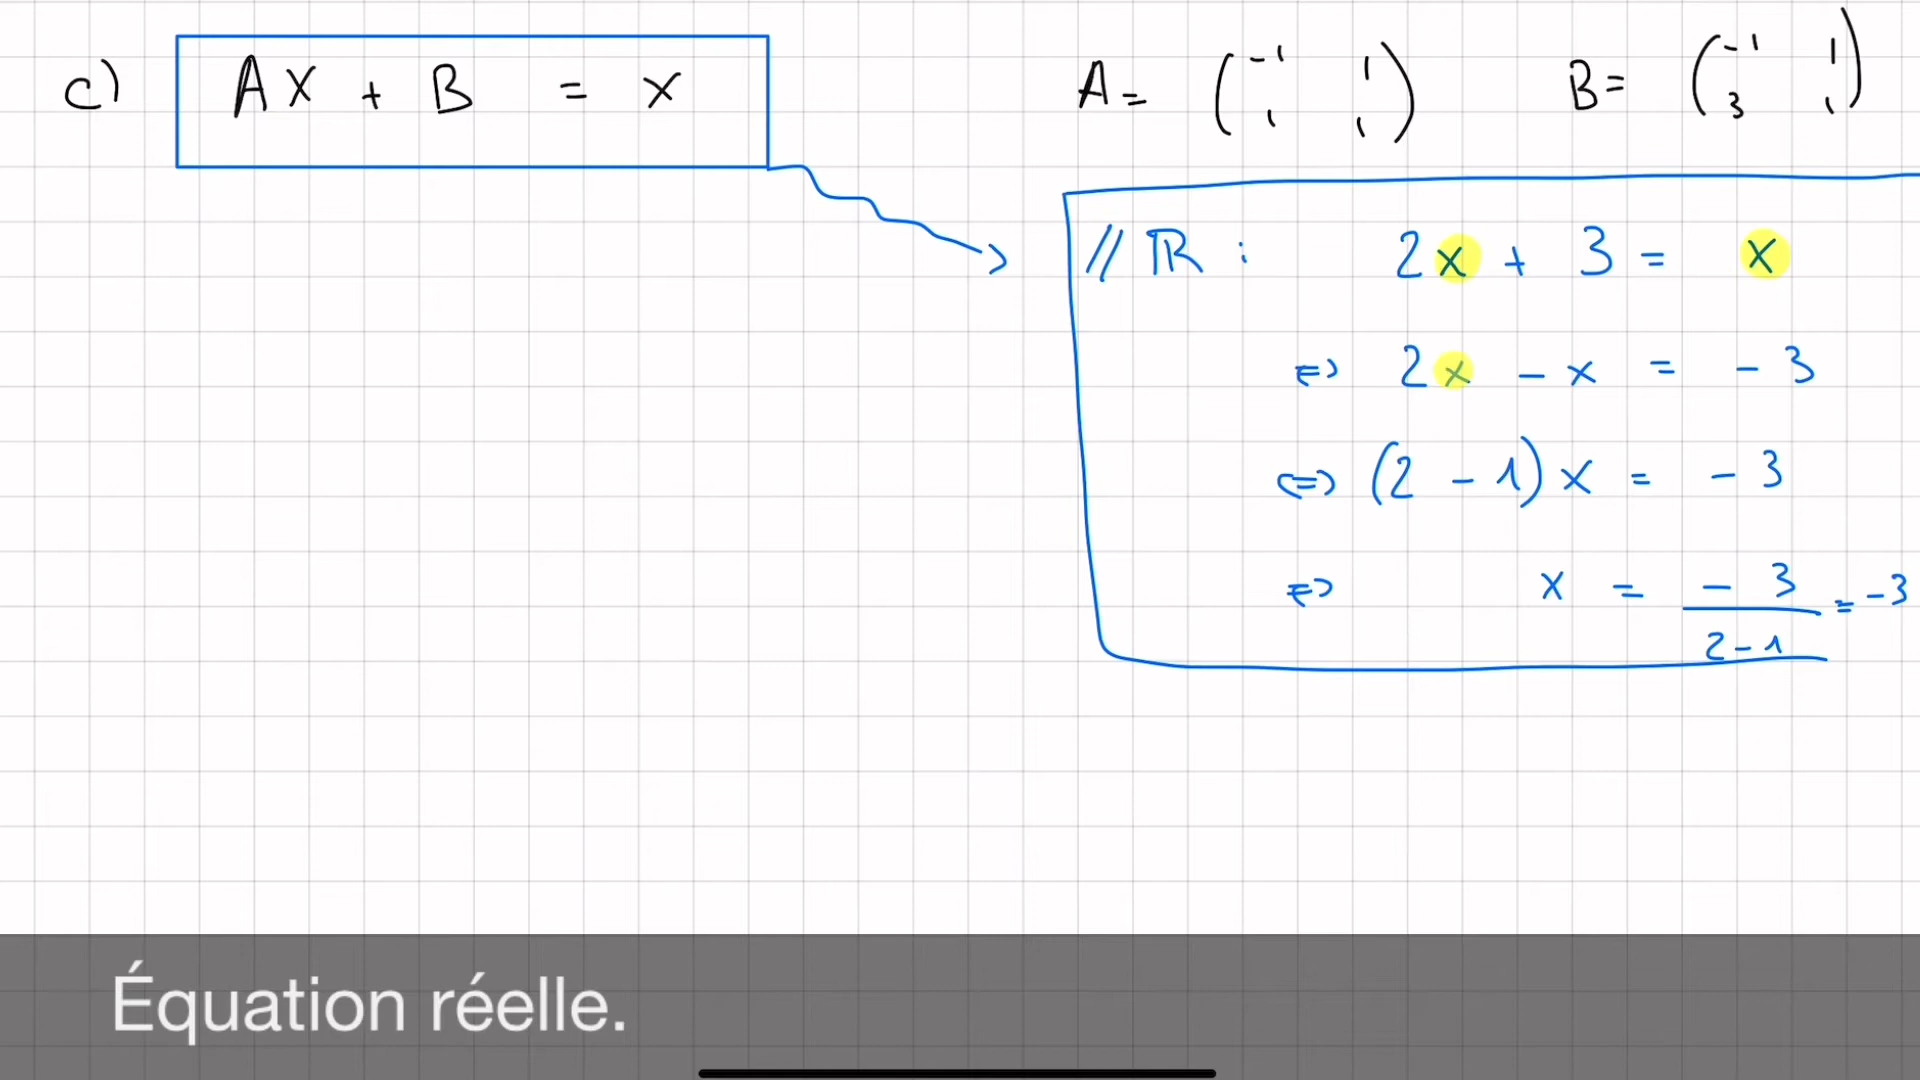 c) AX + B = X A = (-1 1 1 1) B = (-1 1 3 1)
// ℝ : 2x + 3 = x
⇔ 2x - x = - 3
⇔ (2 - 1) x = - 3
⇔ x = - 3 / 2 - 1 = -3
Équation réelle.